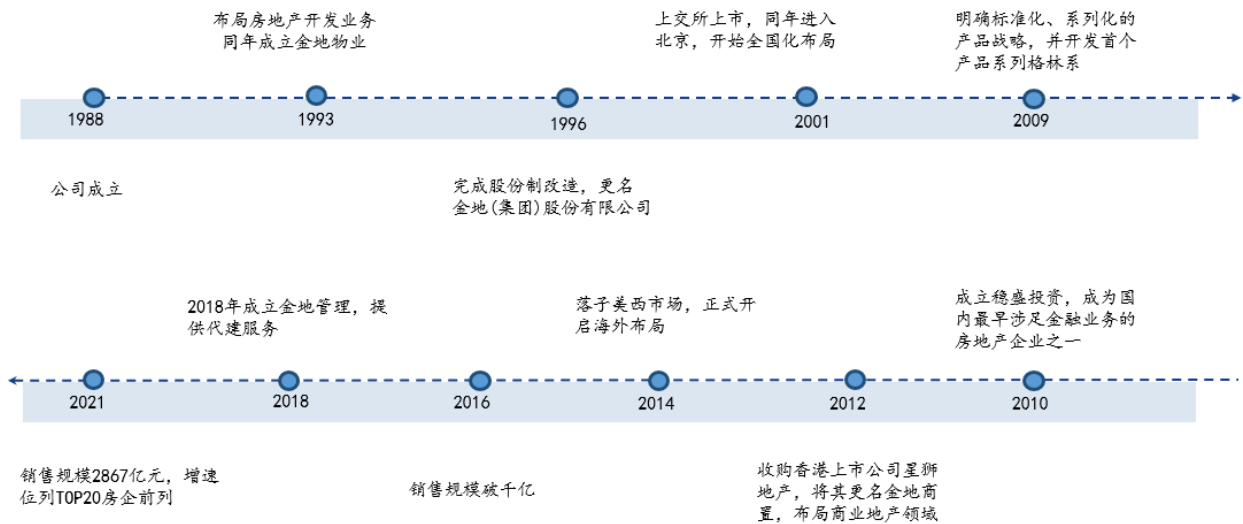 布局房地产开发业务
同年成立金地物业
上交所上市，同年进入
北京，开始全国化布局
明确标准化、系列化的
产品战略，并开发首个
产品系列格林系
1988
1993
1996
2001
2009
公司成立
完成股份制改造，更名
金地(集团)股份有限公司
2018年成立金地管理，提
供代建服务
落子美西市场，正式开
启海外布局
成立稳盛投资，成为国
内最早涉足金融业务的
房地产企业之一
2021
2018
2016
2014
2012
2010
销售规模2867亿元，增速
位列TOP20房企前列
销售规模破千亿
收购香港上市公司星狮
地产，将其更名金地商
置，布局商业地产领域